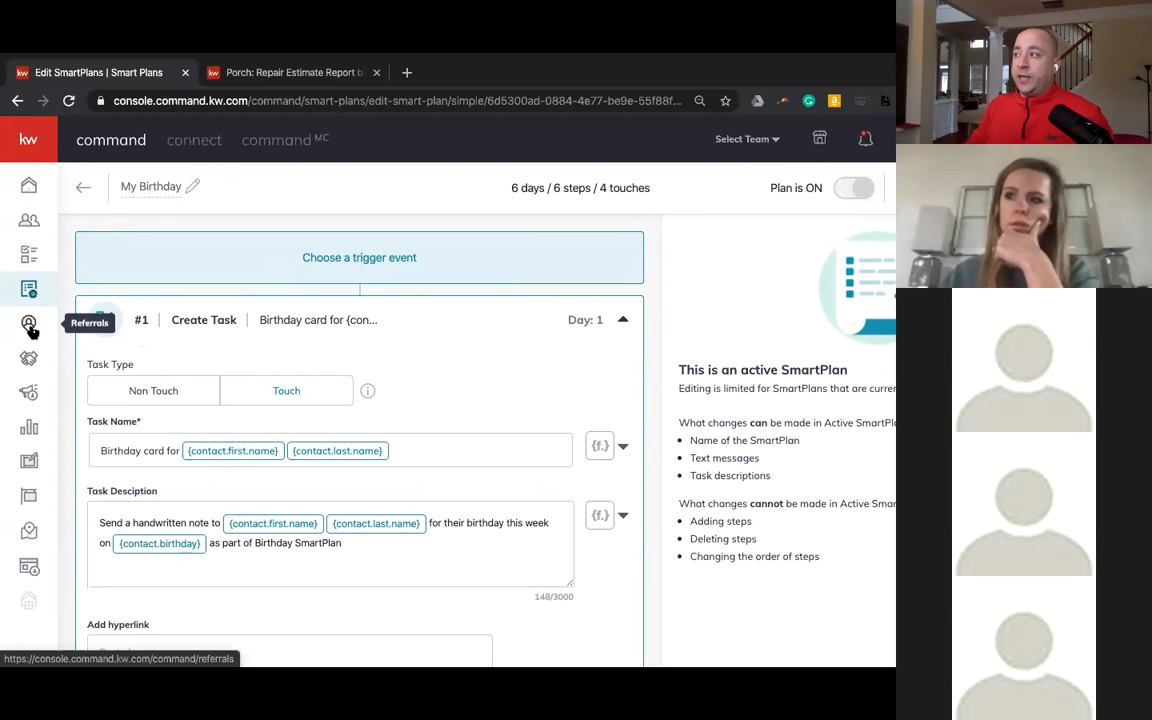 Edit SmartPlans | Smart Plans
kw
Porch: Repair Estimate Report b
console.command.kw.com/command/smart-plans/edit-smart-plan/simple/6d5300ad-0884-4e77-be9e-55f88f...
kw
command
connect
command MC
Select Team
My Birthday
6 days / 6 steps / 4 touches
Plan is ON
Choose a trigger event
Referrals
#1
Create Task
Birthday card for {con...
Day: 1
Task Type
Non Touch
Touch
Task Name*
Birthday card for {contact.first.name} {contact.last.name}
{f.}
Task Desciption
Send a handwritten note to {contact.first.name} {contact.last.name} for their birthday this week
on {contact.birthday} as part of Birthday SmartPlan
{f.}
148/3000
Add hyperlink
This is an active SmartPlan
Editing is limited for SmartPlans that are curren
What changes can be made in Active SmartPla
Name of the SmartPlan
Text messages
Task descriptions
What changes cannot be made in Active Smar
Adding steps
Deleting steps
Changing the order of steps
https://console.command.kw.com/command/referrals